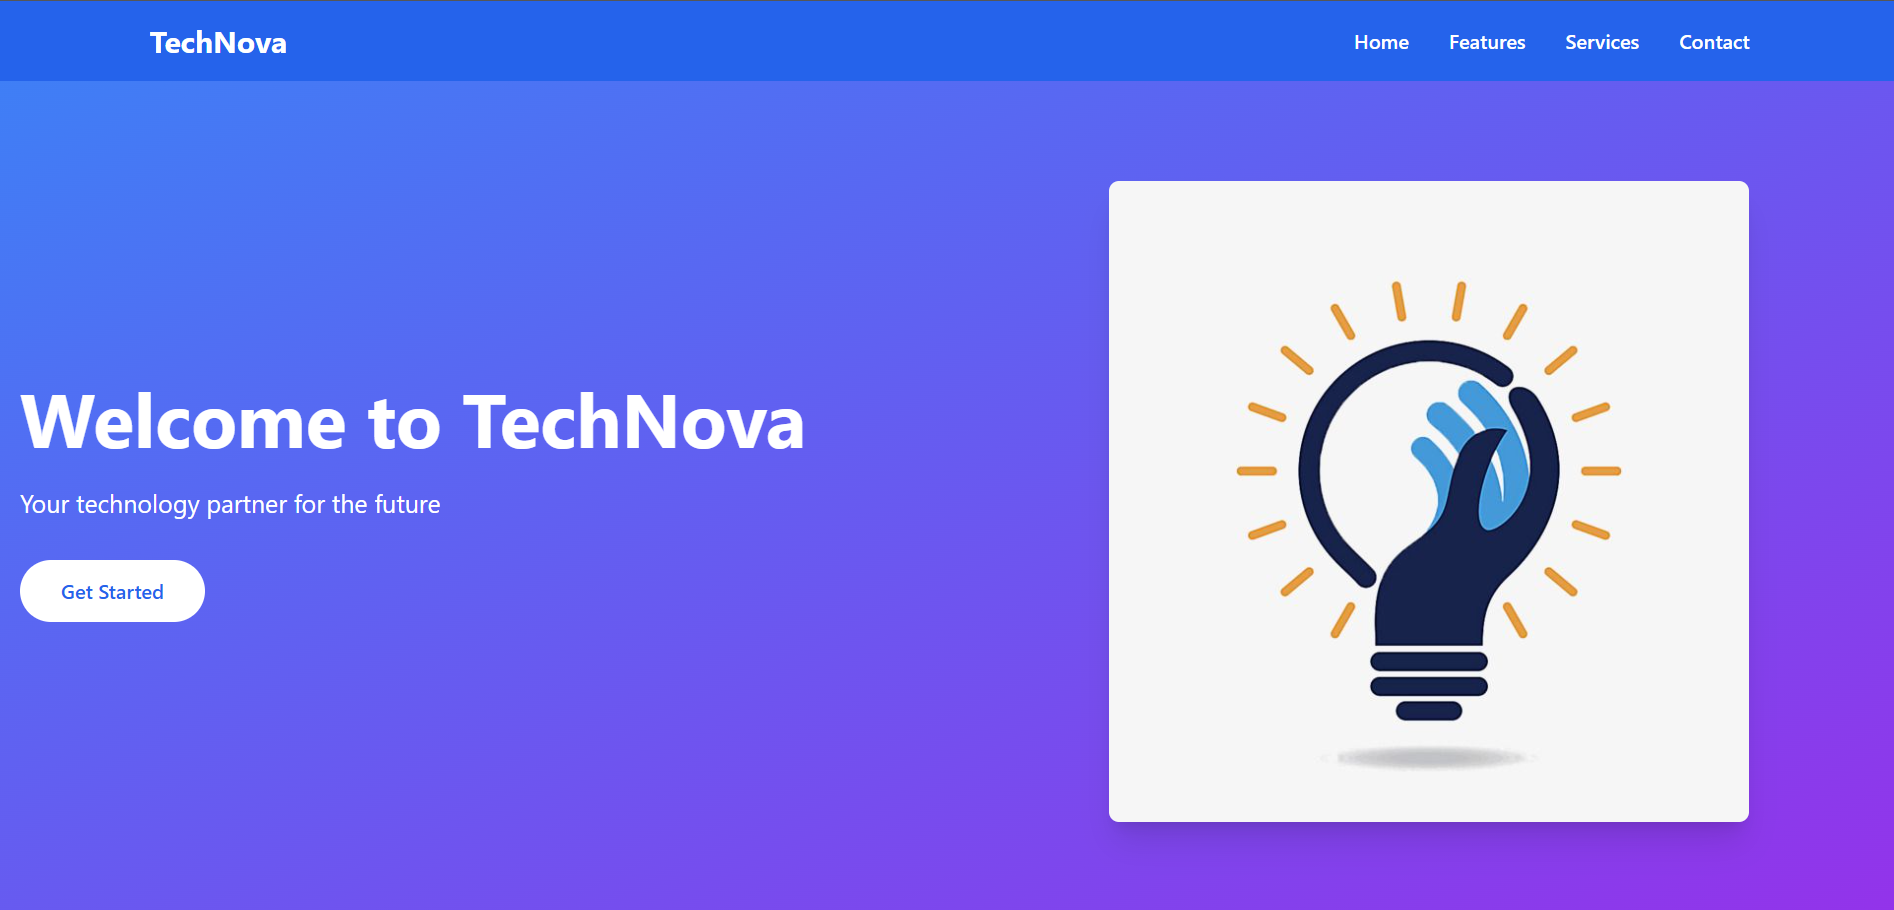 TechNova
Home Features Services Contact
Welcome to TechNova
Your technology partner for the future
Get Started